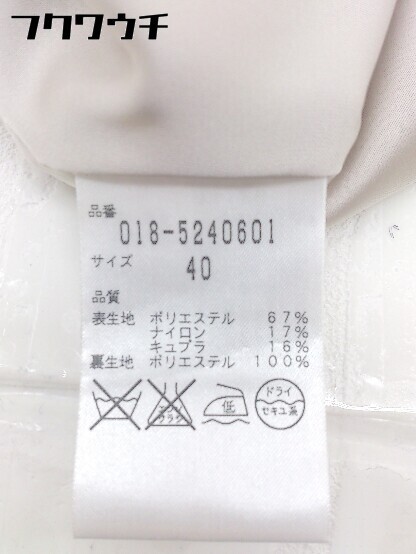 フクワウチ
品番
018-5240601
サイズ
40
品質
表生地 ポリエステル 67%
ナイロン 17%
キュプラ 16%
裏生地 ポリエステル 100%
低 ドライ
セキユ系